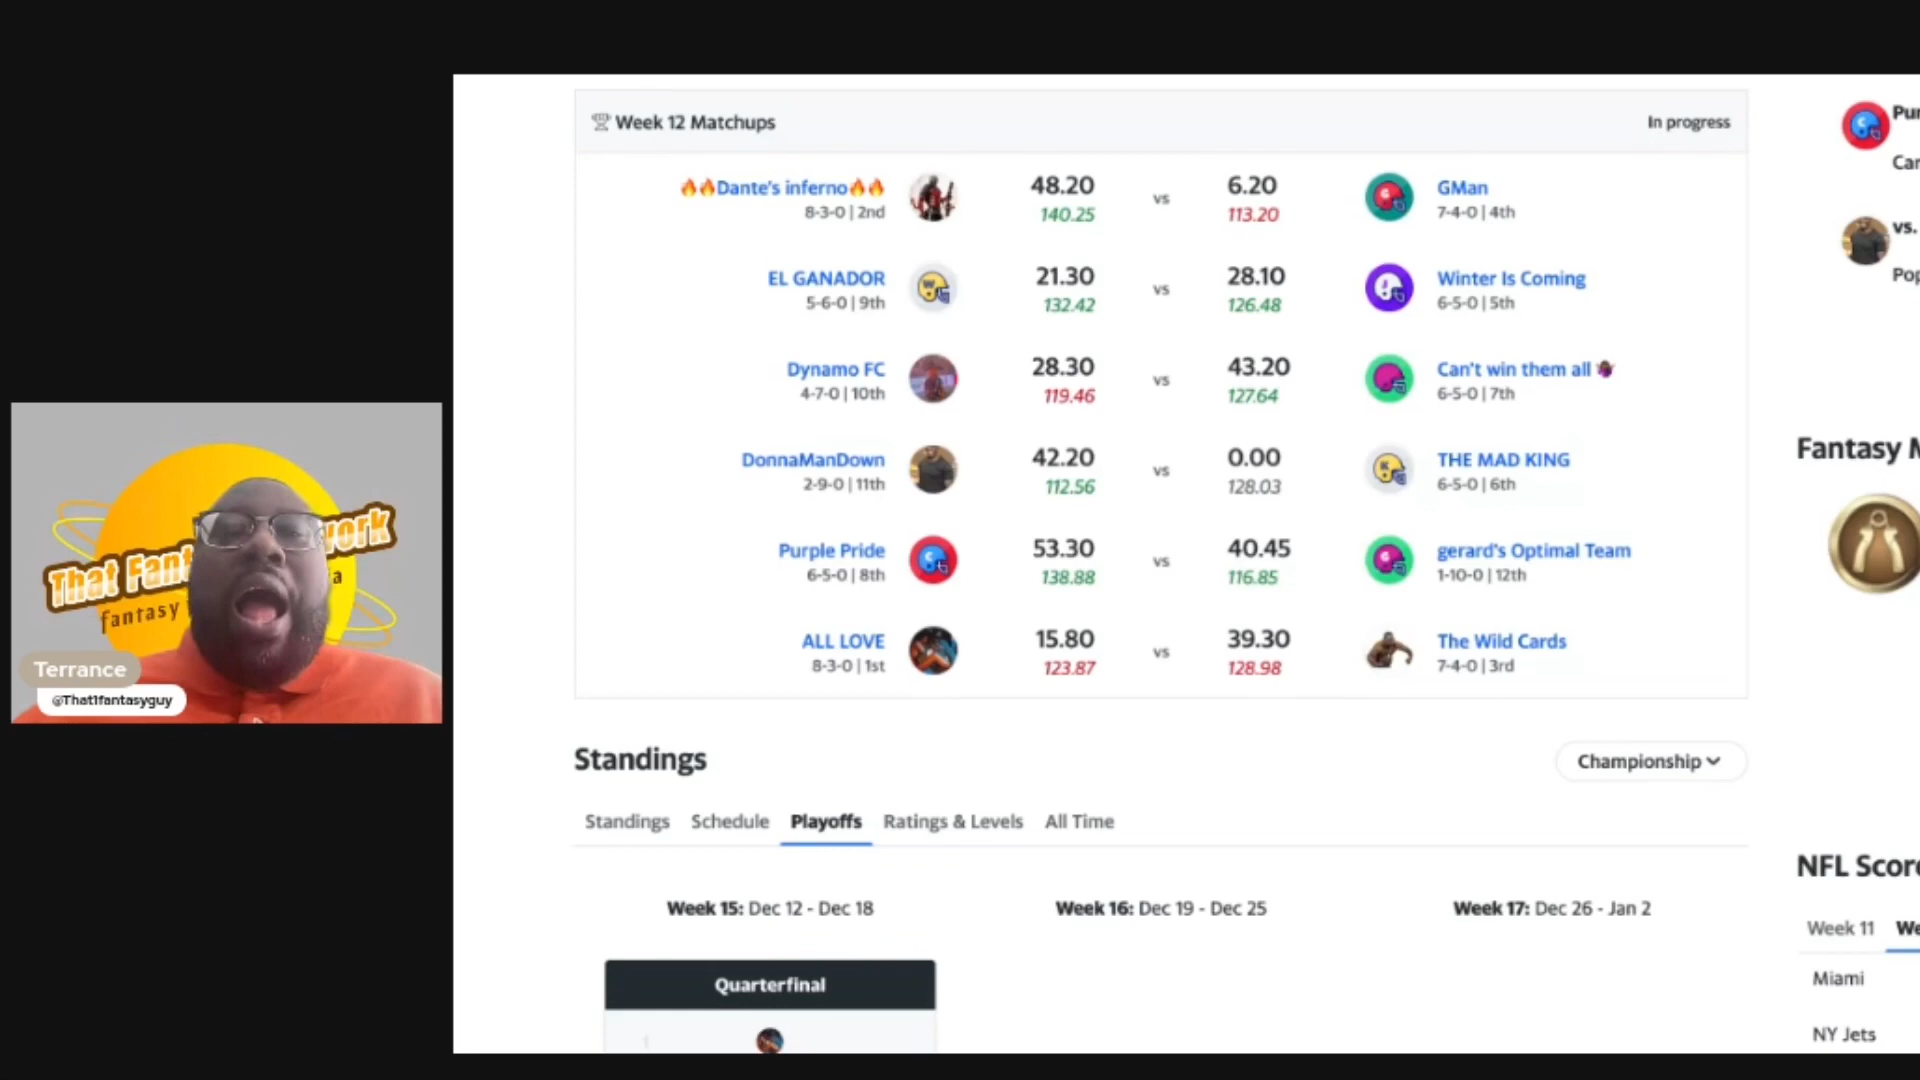 Week 12 Matchups
In progress
🔥🔥Dante's inferno🔥🔥
8-3-0 | 2nd
48.20
140.25
vs
6.20
113.20
GMan
7-4-0 | 4th
EL GANADOR
5-6-0 | 9th
21.30
132.42
vs
28.10
126.48
Winter Is Coming
6-5-0 | 5th
Dynamo FC
4-7-0 | 10th
28.30
119.46
vs
43.20
127.64
Can't win them all
6-5-0 | 7th
DonnaManDown
2-9-0 | 11th
42.20
112.56
vs
0.00
128.03
THE MAD KING
6-5-0 | 6th
Purple Pride
6-5-0 | 8th
53.30
138.88
vs
40.45
116.85
gerard's Optimal Team
1-10-0 | 12th
ALL LOVE
8-3-0 | 1st
15.80
123.87
vs
39.30
128.98
The Wild Cards
7-4-0 | 3rd
Standings
Championship
Standings Schedule Playoffs Ratings & Levels All Time
Week 15: Dec 12 - Dec 18
Week 16: Dec 19 - Dec 25
Week 17: Dec 26 - Jan 2
Quarterfinal
1
vs.
Fantasy
NFL
Week 11
Miami
NY Jets
That
fantasy
Terrance
@That1fantasyguy